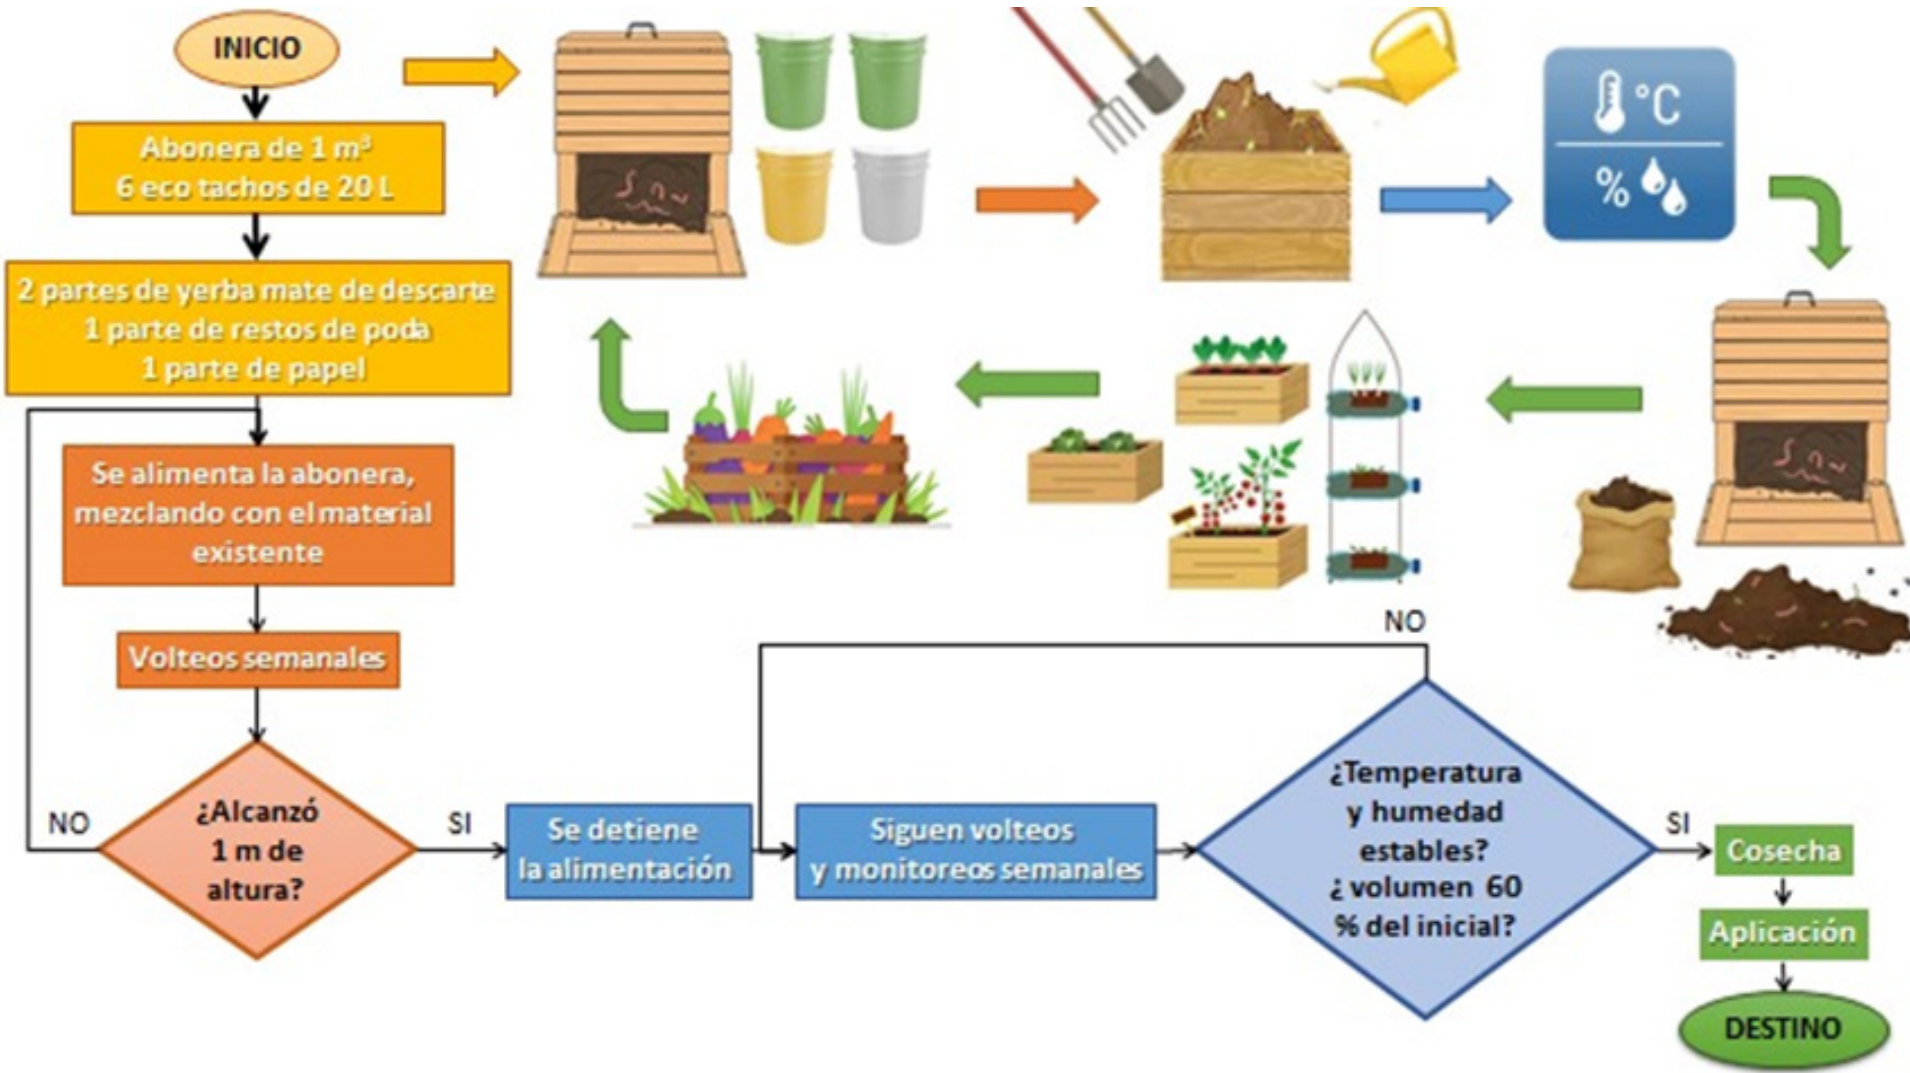 INICIO
Abonera de 1 m³
6 eco tachos de 20 L
2 partes de yerba mate de descarte
1 parte de restos de poda
1 parte de papel
Se alimenta la abonera,
mezclando con el material
existente
Volteos semanales
¿Alcanzó
1 m de
altura?
NO
SI
Se detiene
la alimentación
Siguen volteos
y monitoreos semanales
¿Temperatura
y humedad
estables?
¿ volumen 60
% del inicial?
NO
SI
Cosecha
Aplicación
DESTINO
°C
%